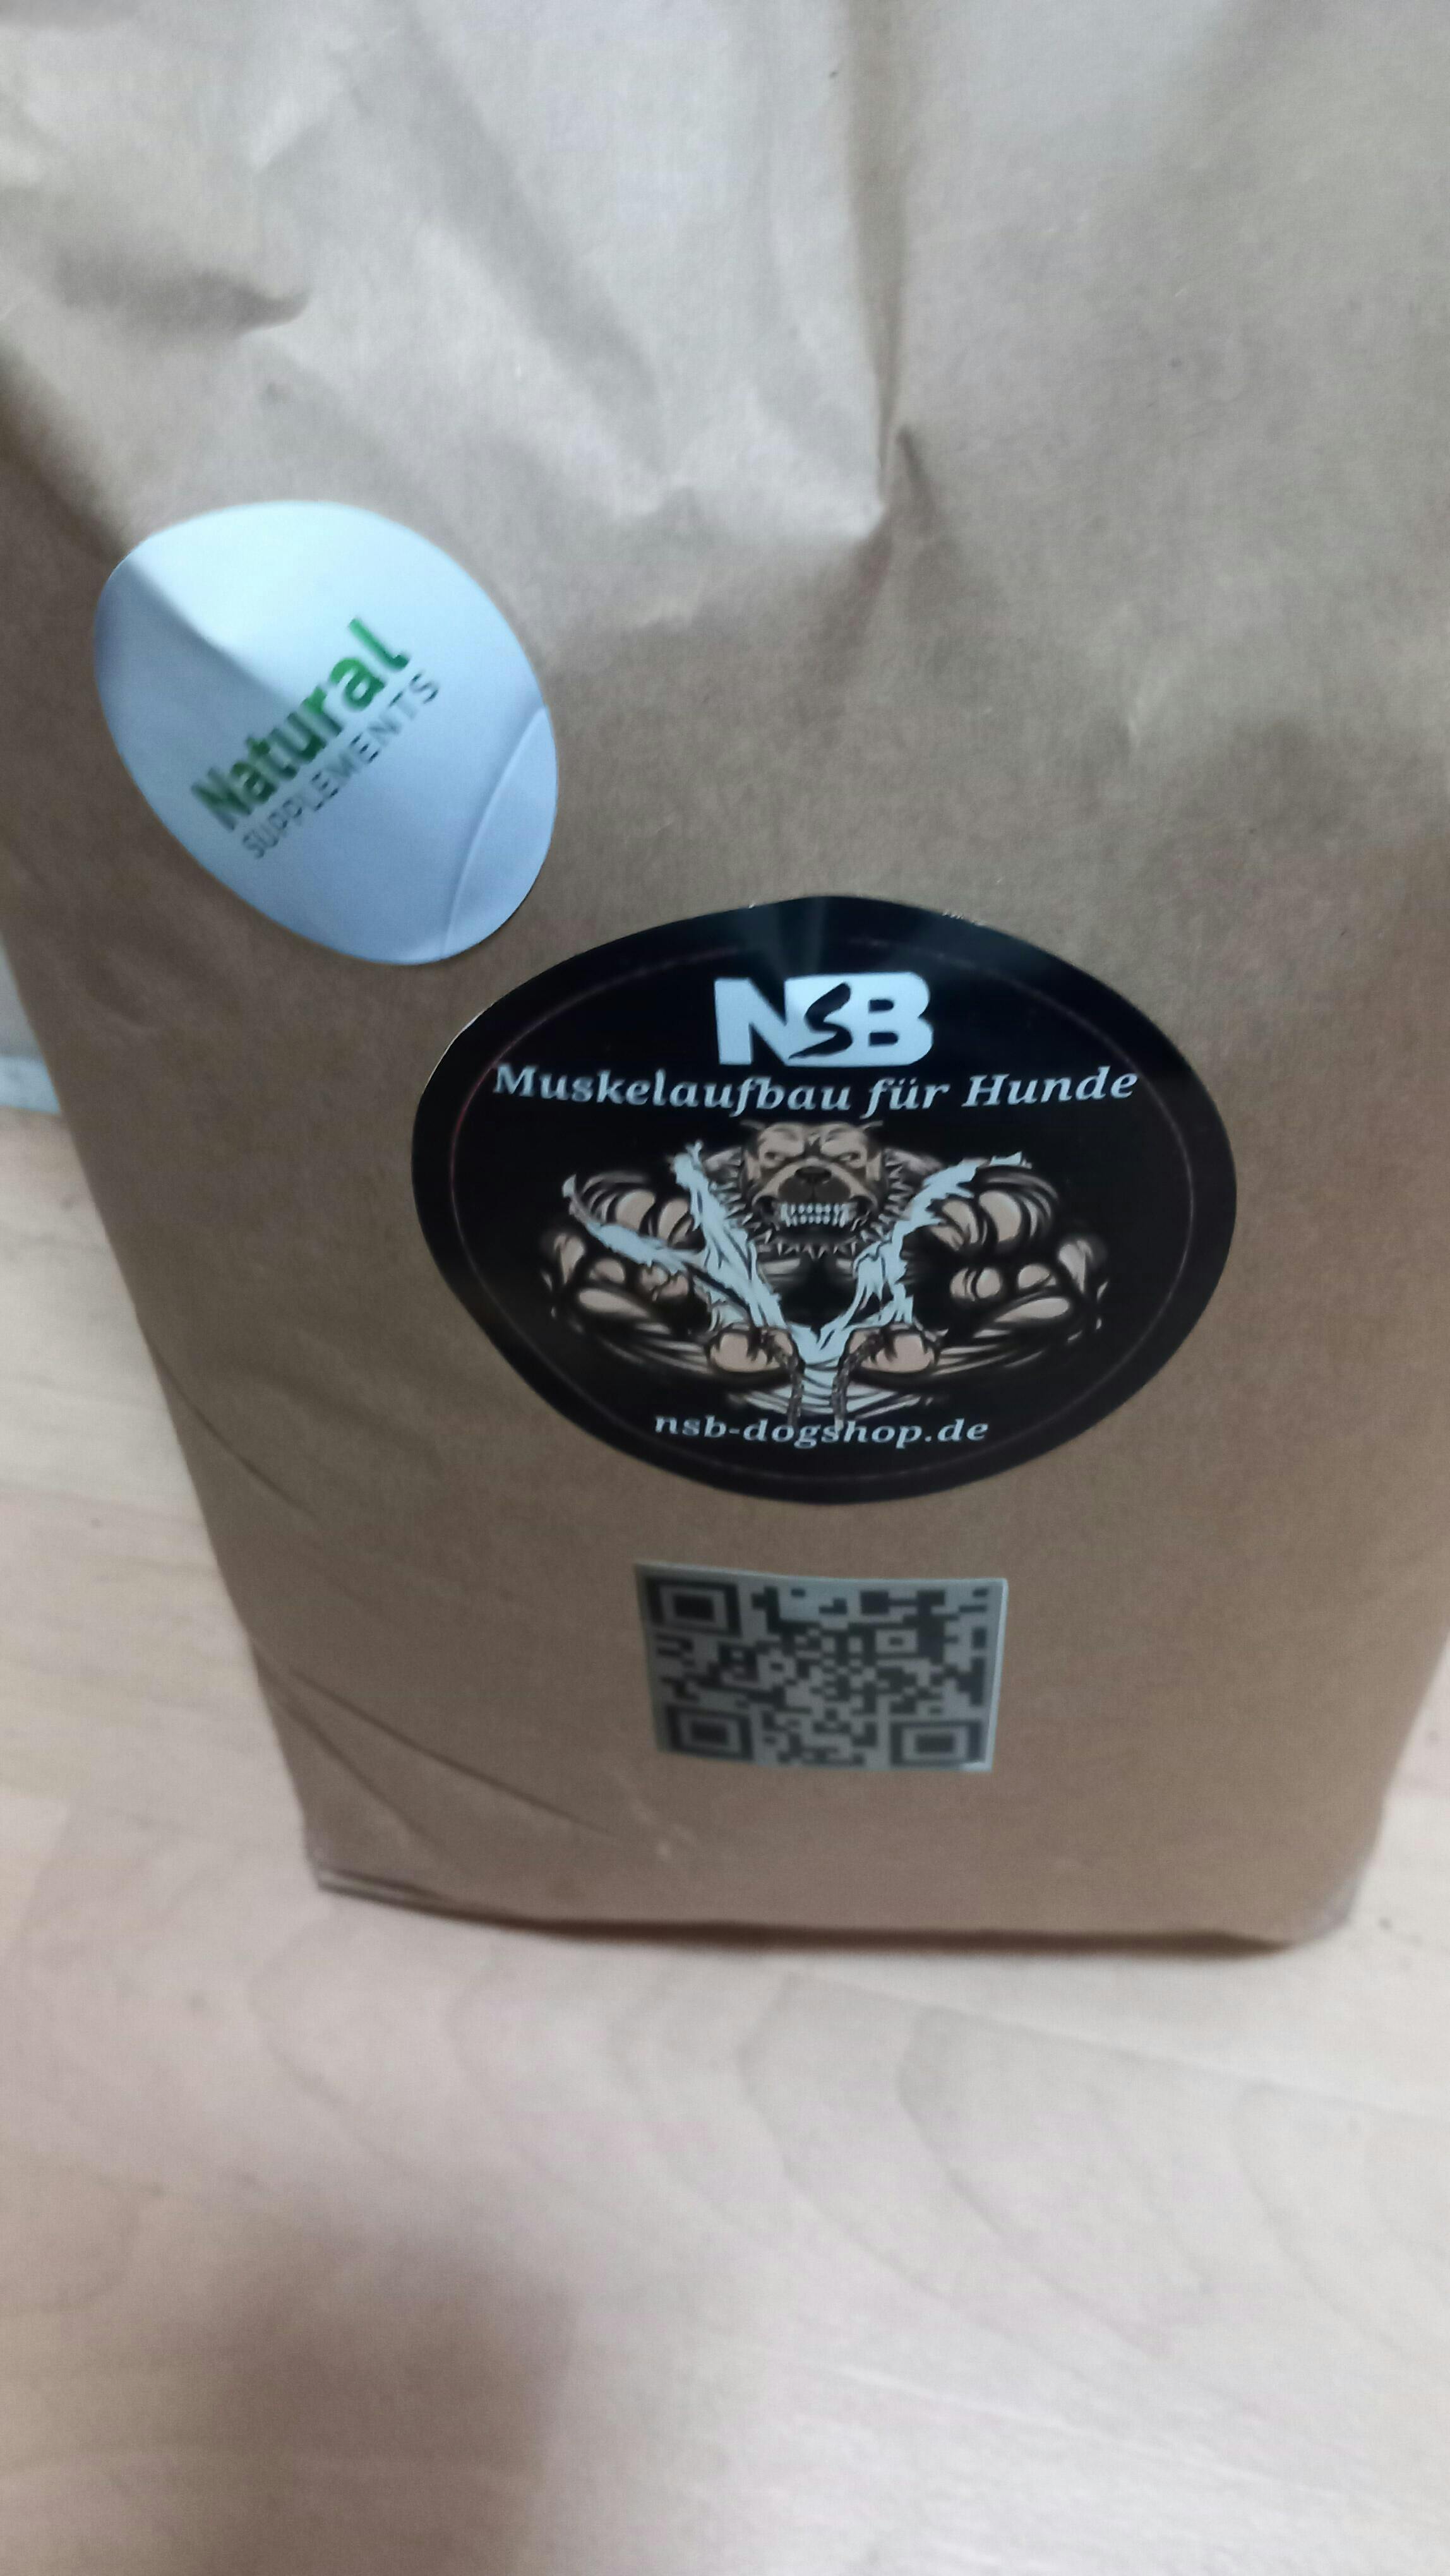 Natural
SUPPLEMENTS
NSB
Muskelaufbau für Hunde
nsb-dogshop.de